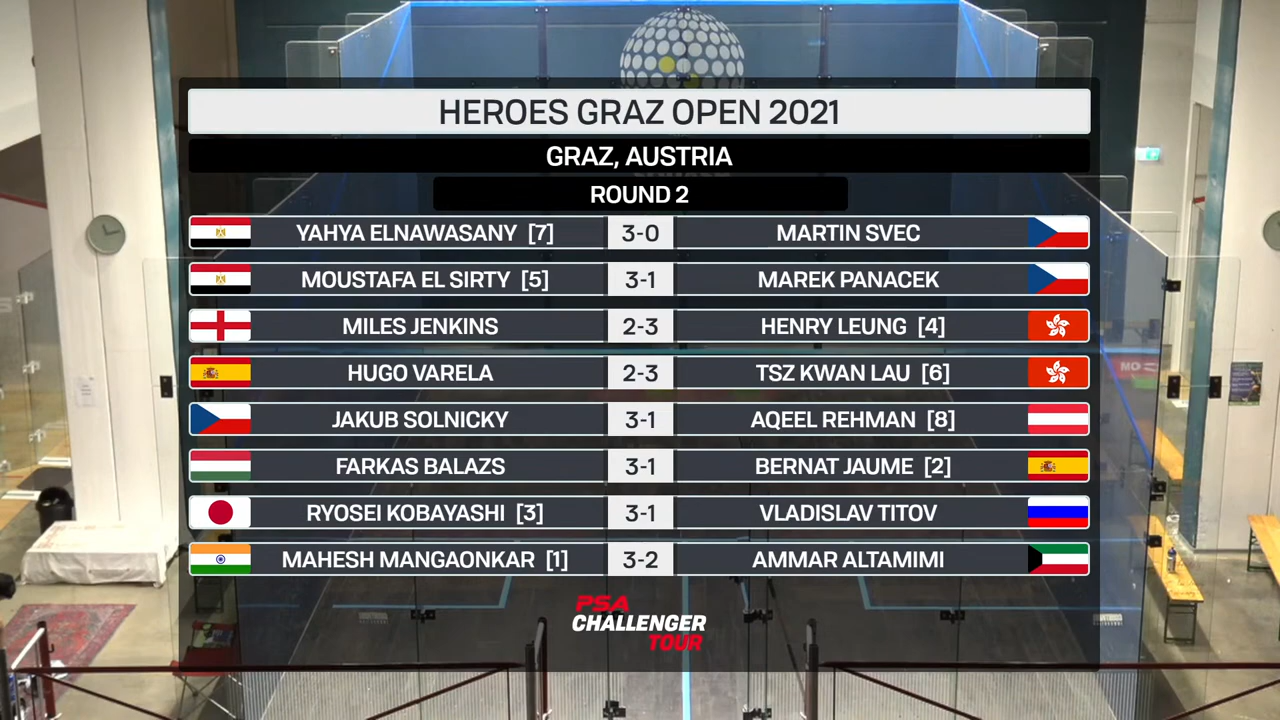 HEROES GRAZ OPEN 2021
GRAZ, AUSTRIA
ROUND 2
YAHYA ELNAWASANY [7] 3-0 MARTIN SVEC
MOUSTAFA EL SIRTY [5] 3-1 MAREK PANACEK
MILES JENKINS 2-3 HENRY LEUNG [4]
HUGO VARELA 2-3 TSZ KWAN LAU [6]
JAKUB SOLNICKY 3-1 AQEEL REHMAN [8]
FARKAS BALAZS 3-1 BERNAT JAUME [2]
RYOSEI KOBAYASHI [3] 3-1 VLADISLAV TITOV
MAHESH MANGAONKAR [1] 3-2 AMMAR ALTAMIMI
PSA
CHALLENGER
TOUR